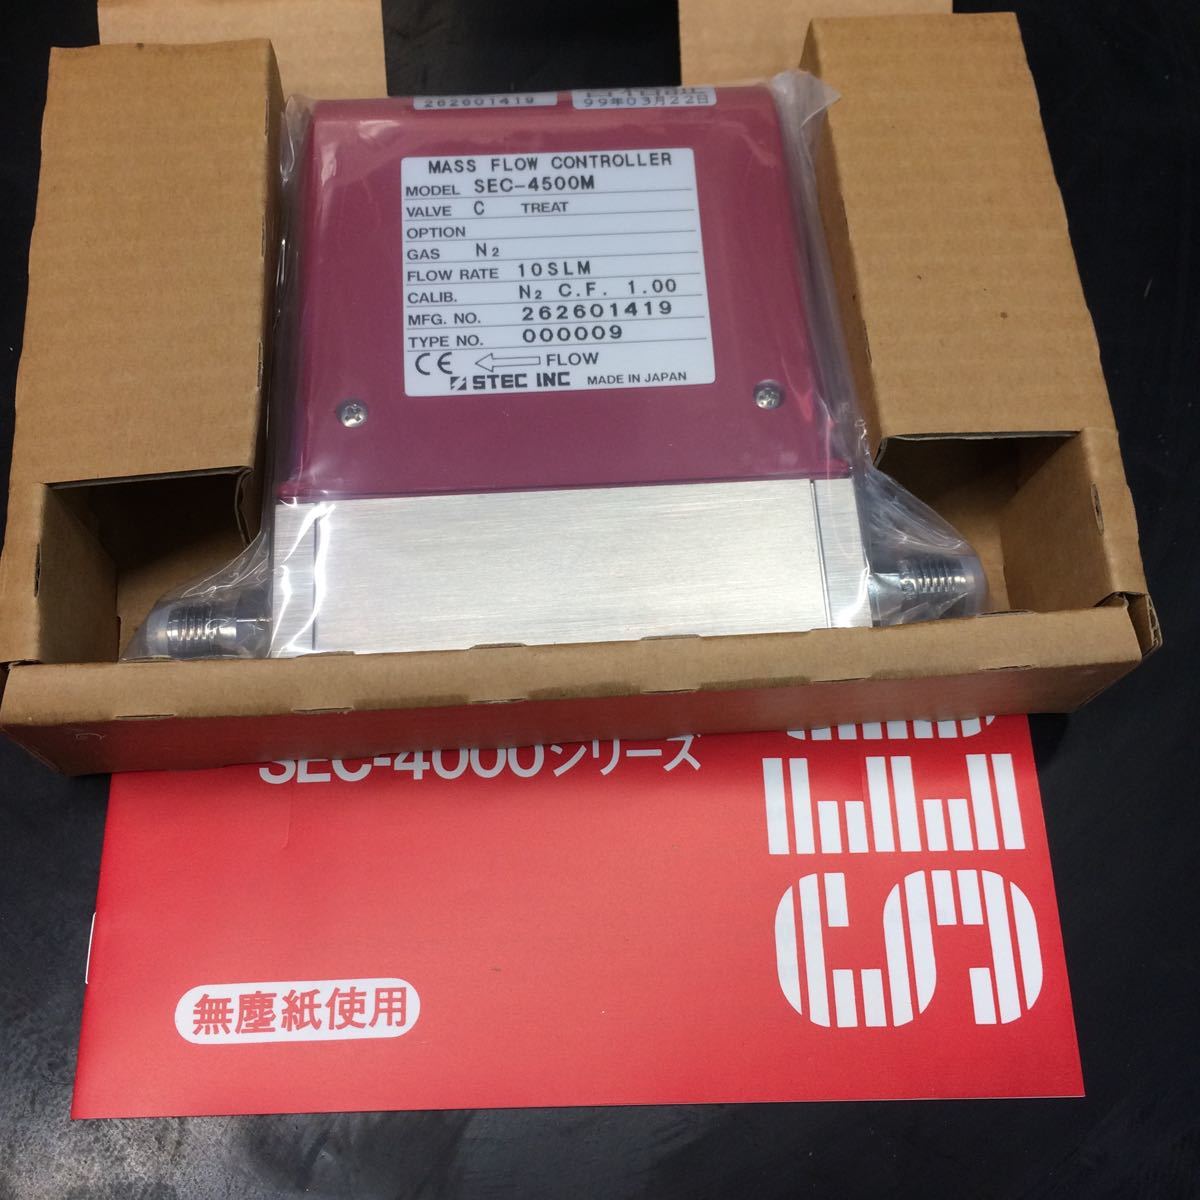 262601419
99年03月22日
MASS FLOW CONTROLLER
MODEL SEC-4500M
VALVE C TREAT
OPTION
GAS N₂
FLOW RATE 10SLM
CALIB. N₂ C.F. 1.00
MFG. NO. 262601419
TYPE NO. 000009
CE FLOW
STEC INC MADE IN JAPAN
SEC-4000シリーズ
無塵紙使用